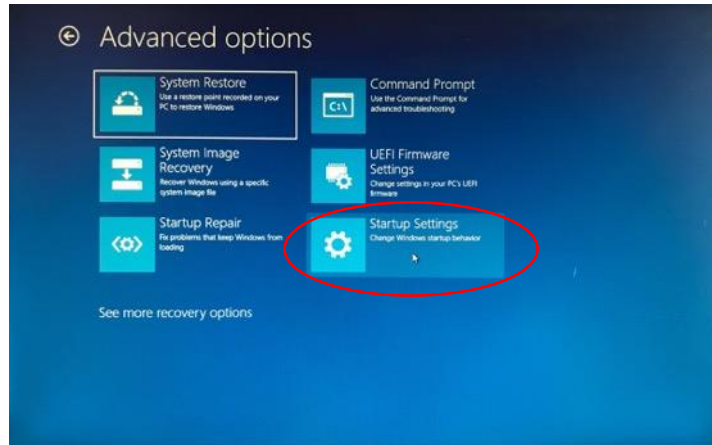 Advanced options
System Restore
Use a restore point recorded on your
PC to restore Windows
Command Prompt
Use the Command Prompt for
advanced troubleshooting
C:\
System Image
Recovery
Recover Windows using a specific
system image file
UEFI Firmware
Settings
Change settings in your PC's UEFI
firmware
Startup Repair
Fix problems that keep Windows from
loading
Startup Settings
Change Windows startup behavior
See more recovery options